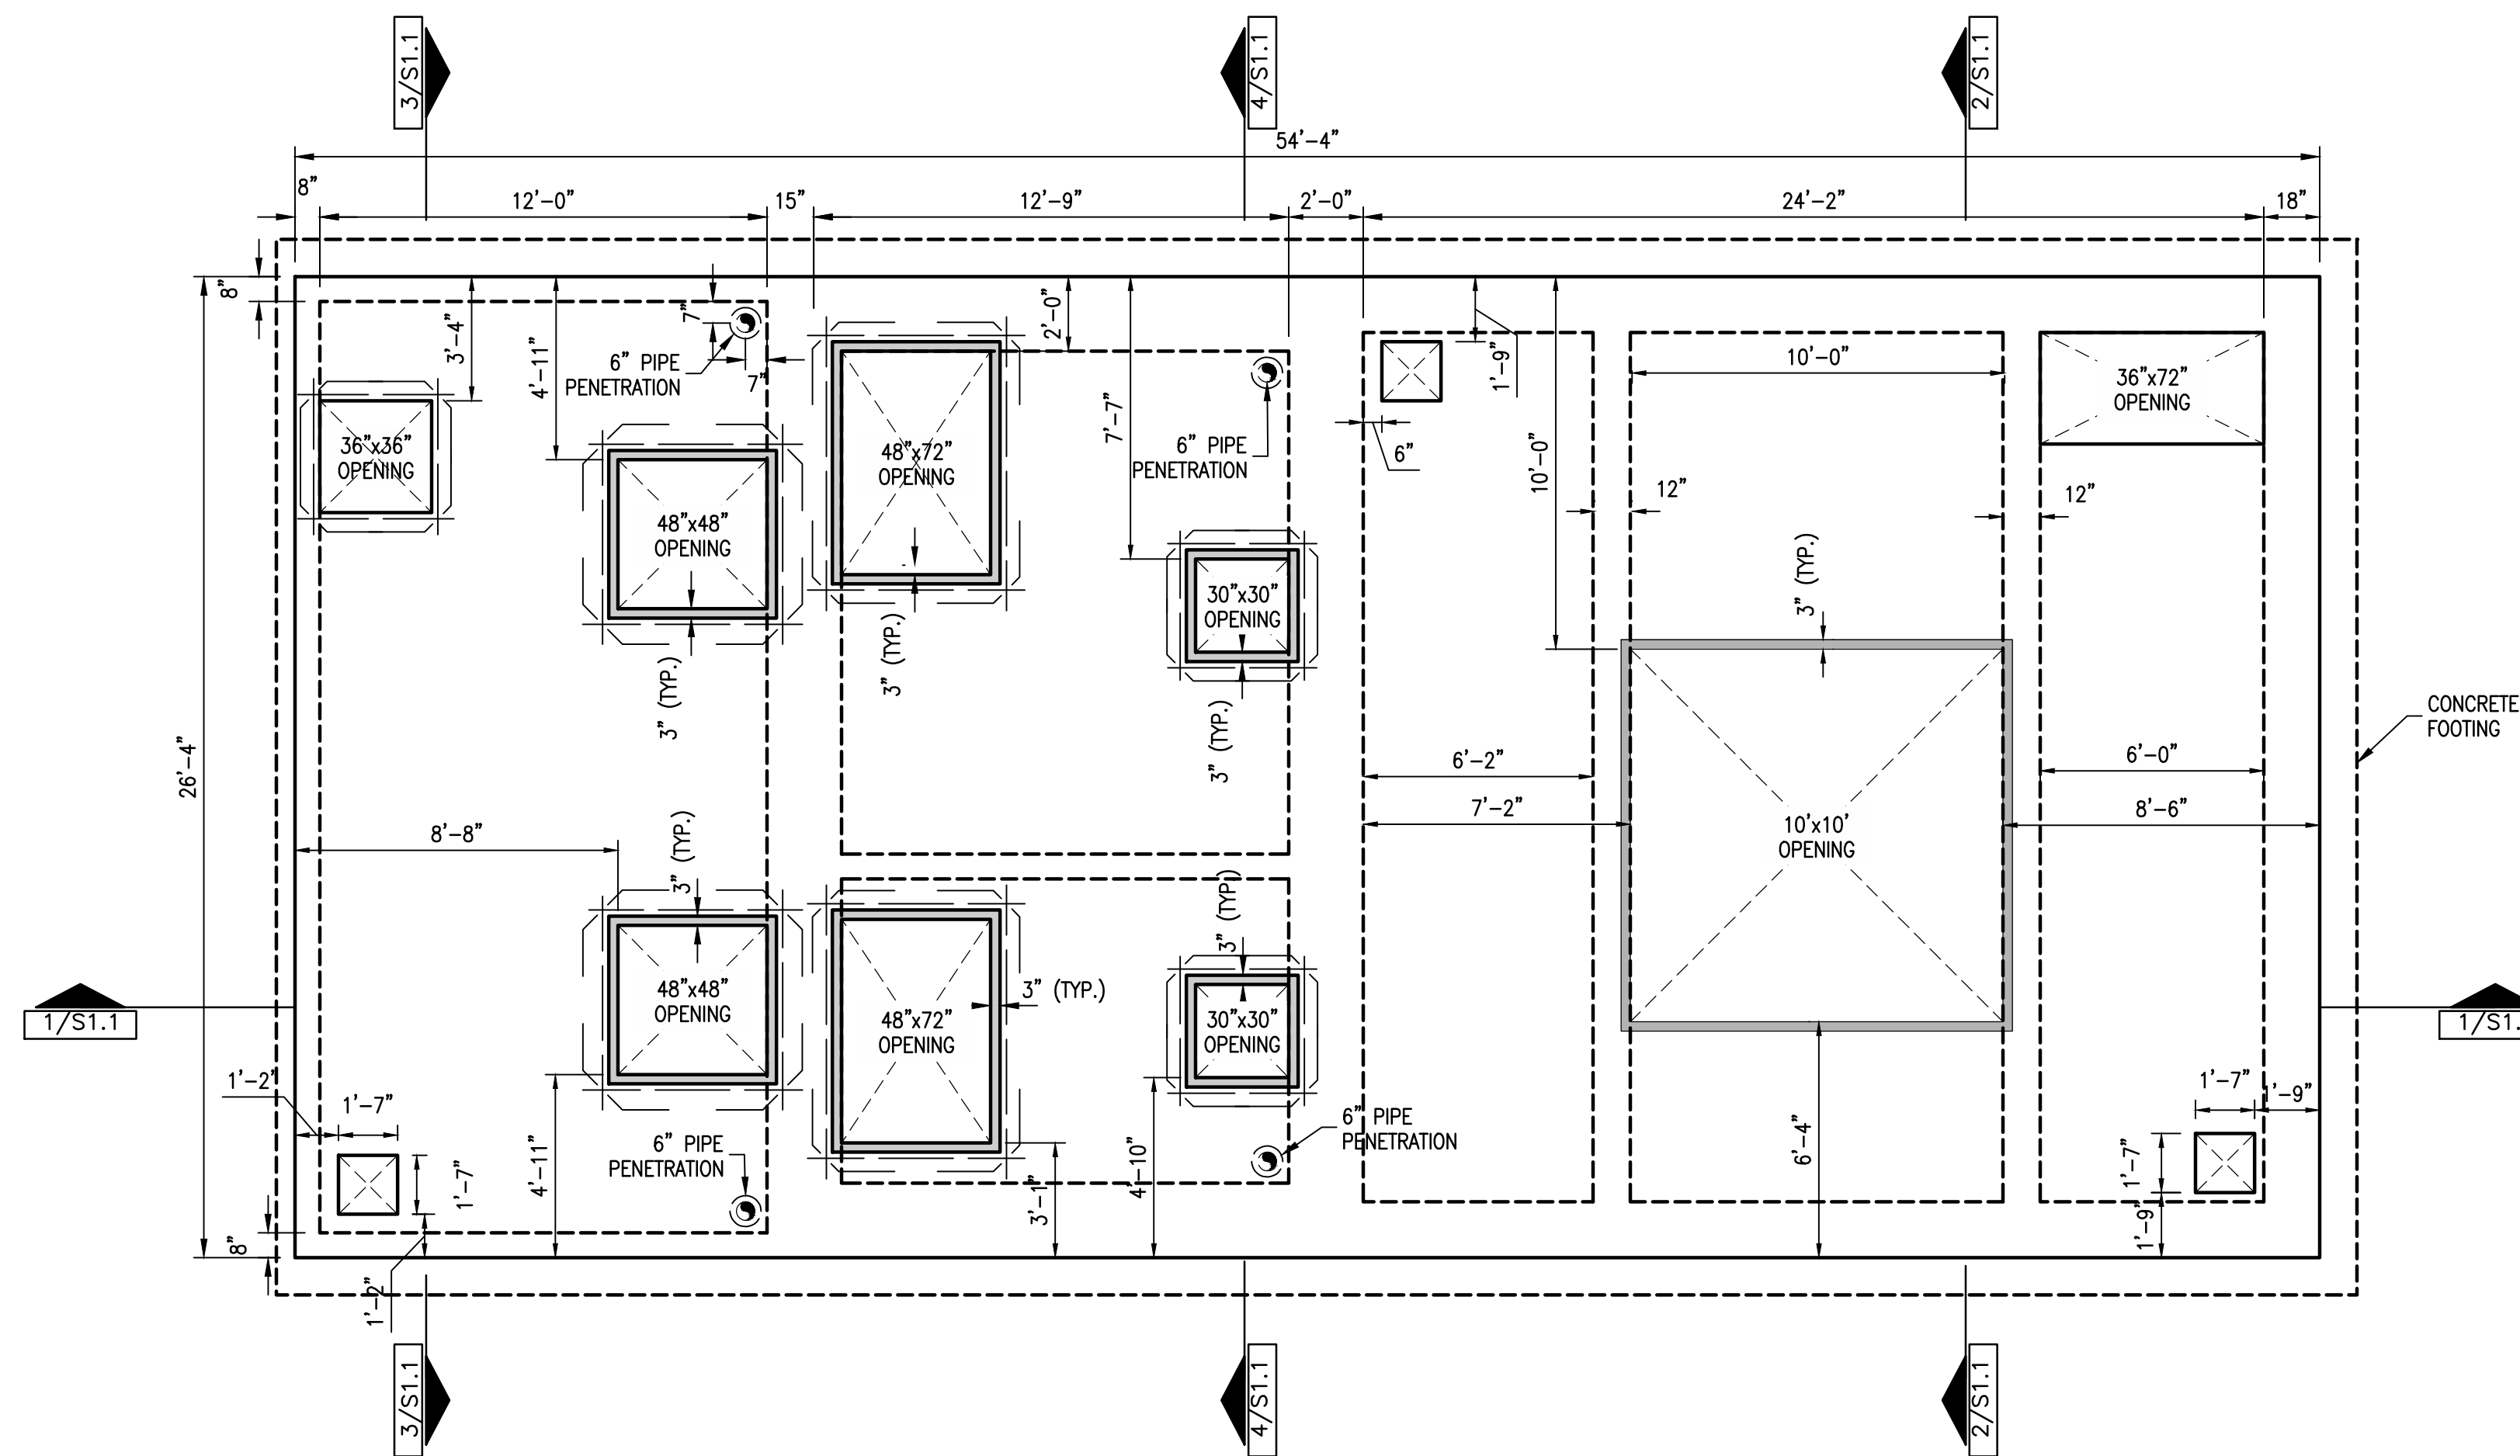 3/S1.1
4/S1.1
2/S1.1
54'-4"
8"
12'-0"
15"
12'-9"
2'-0"
24'-2"
18"
8"
3'-4"
4'-11"
7"
7"
6" PIPE
PENETRATION
2'-0"
7'-7"
6" PIPE
PENETRATION
1'-9"
6"
10'-0"
10'-0"
12"
12"
36"x72"
OPENING
36"x36"
OPENING
48"x48"
OPENING
48"x72"
OPENING
30"x30"
OPENING
3" (TYP.)
3" (TYP.)
3" (TYP.)
3" (TYP.)
26'-4"
CONCRETE
FOOTING
6'-2"
7'-2"
6'-0"
8'-6"
10'x10'
OPENING
8'-8"
3" (TYP.)
3" (TYP.)
48"x48"
OPENING
48"x72"
OPENING
3" (TYP.)
30"x30"
OPENING
1/S1.1
1/S1.
1'-2'
1'-7"
1'-7"
8"
1'-2"
4'-11"
6" PIPE
PENETRATION
3'-1"
4'-10"
6" PIPE
PENETRATION
6'-4"
1'-7"
1'-9"
1'-7"
1'-9"
3/S1.1
4/S1.1
2/S1.1